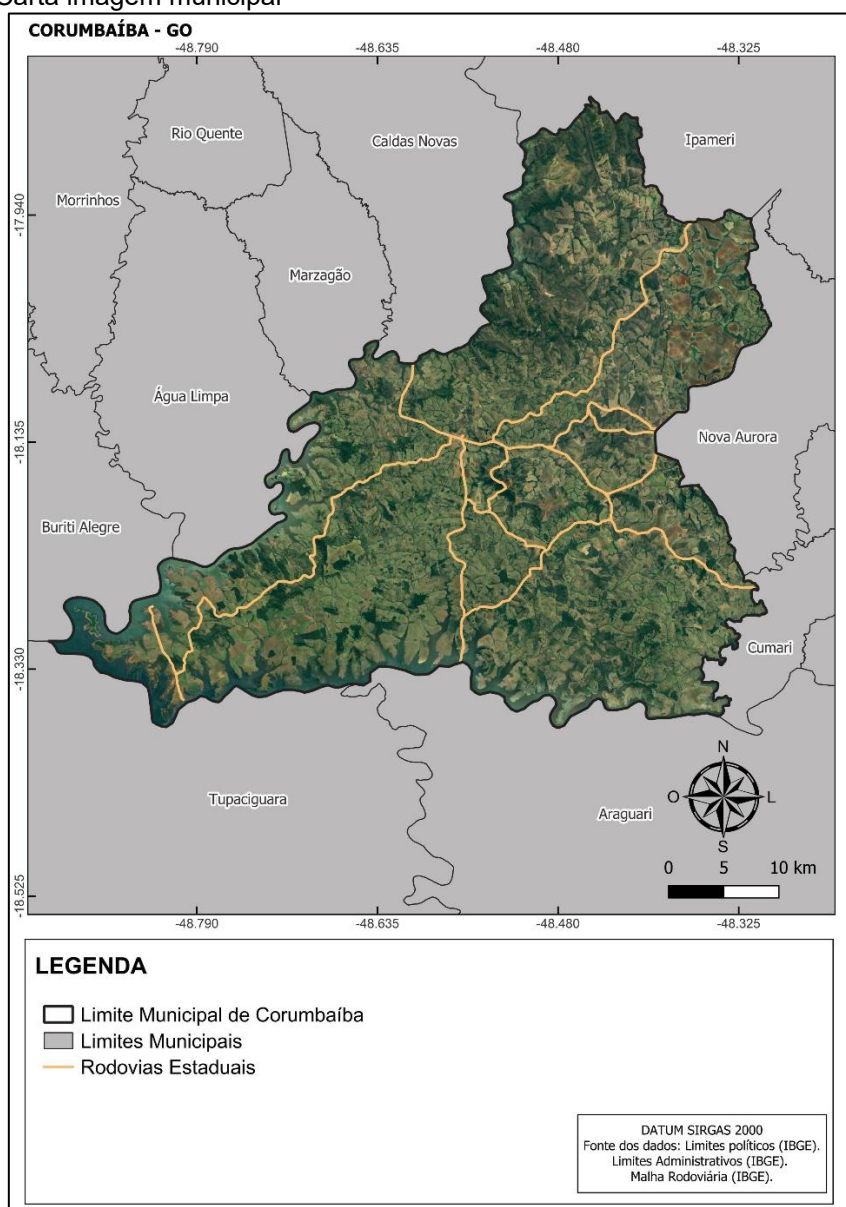 Carta imagem municipal
CORUMBAÍBA - GO
-48.790 -48.635 -48.480 -48.325
Rio Quente
Caldas Novas
Ipameri
Morrinhos
-17.940
Marzagão
Água Limpa
-18.135
Nova Aurora
Buriti Alegre
-18.330
Cumari
N
Tupaciguara
O L
Araguari
S
0 5 10 km
-18.525
-48.790 -48.635 -48.480 -48.325
LEGENDA
Limite Municipal de Corumbaíba
Limites Municipais
Rodovias Estaduais
DATUM SIRGAS 2000
Fonte dos dados: Limites políticos (IBGE).
Limites Administrativos (IBGE).
Malha Rodoviária (IBGE).